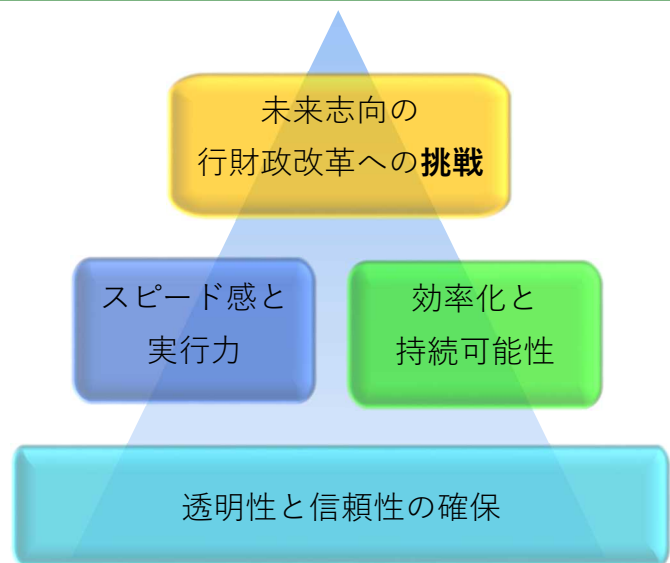 未来志向の
行財政改革への挑戦
スピード感と
実行力
効率化と
持続可能性
透明性と信頼性の確保